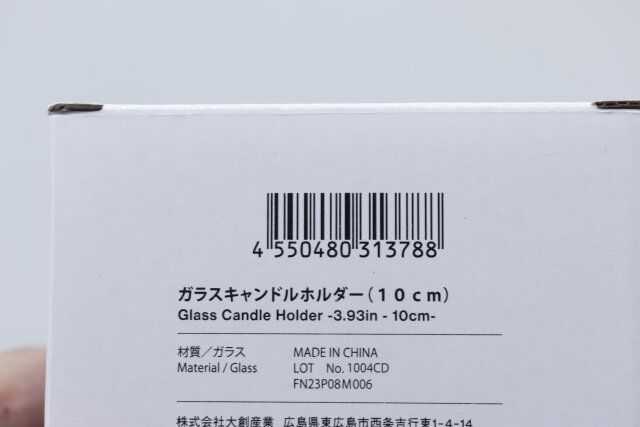 4 550480 313788
ガラスキャンドルホルダー(１０ｃｍ)
Glass Candle Holder -3.93in - 10cm-
材質／ガラス MADE IN CHINA
Material / Glass LOT No. 1004CD
FN23P08M006
株式会社大創産業 広島県東広島市西条吉行東1-4-14